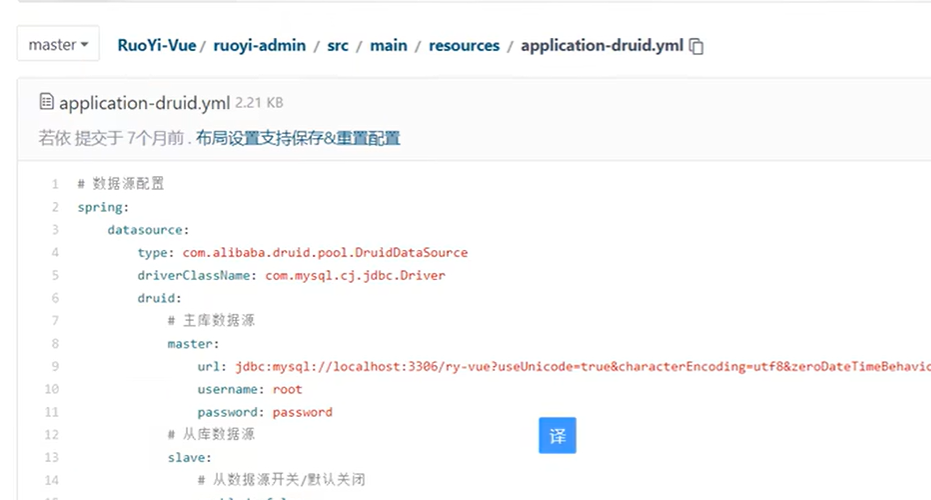 master
RuoYi-Vue / ruoyi-admin / src / main / resources / application-druid.yml
application-druid.yml 2.21 KB
若依 提交于 7个月前 . 布局设置支持保存&重置配置
1 # 数据源配置
2 spring:
3 datasource:
4 type: com.alibaba.druid.pool.DruidDataSource
5 driverClassName: com.mysql.cj.jdbc.Driver
6 druid:
7 # 主库数据源
8 master:
9 url: jdbc:mysql://localhost:3306/ry-vue?useUnicode=true&characterEncoding=utf8&zeroDateTimeBehavio
10 username: root
11 password: password
12 # 从库数据源
译
13 slave:
14 # 从数据源开关/默认关闭